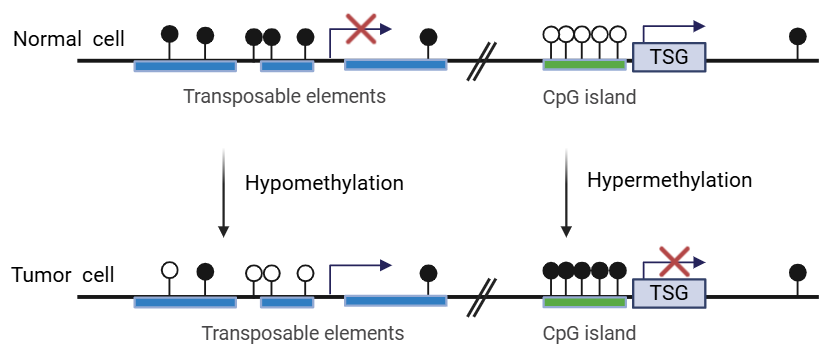 Normal cell
TSG
Transposable elements
CpG island
Hypomethylation
Hypermethylation
Tumor cell
TSG
Transposable elements
CpG island